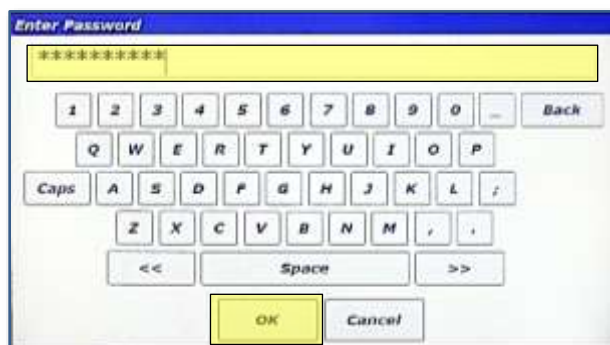 Enter Password
**********
1 2 3 4 5 6 7 8 9 0 _ Back
Q W E R T Y U I O P
Caps A S D F G H J K L ;
Z X C V B N M , .
<< Space >>
OK Cancel